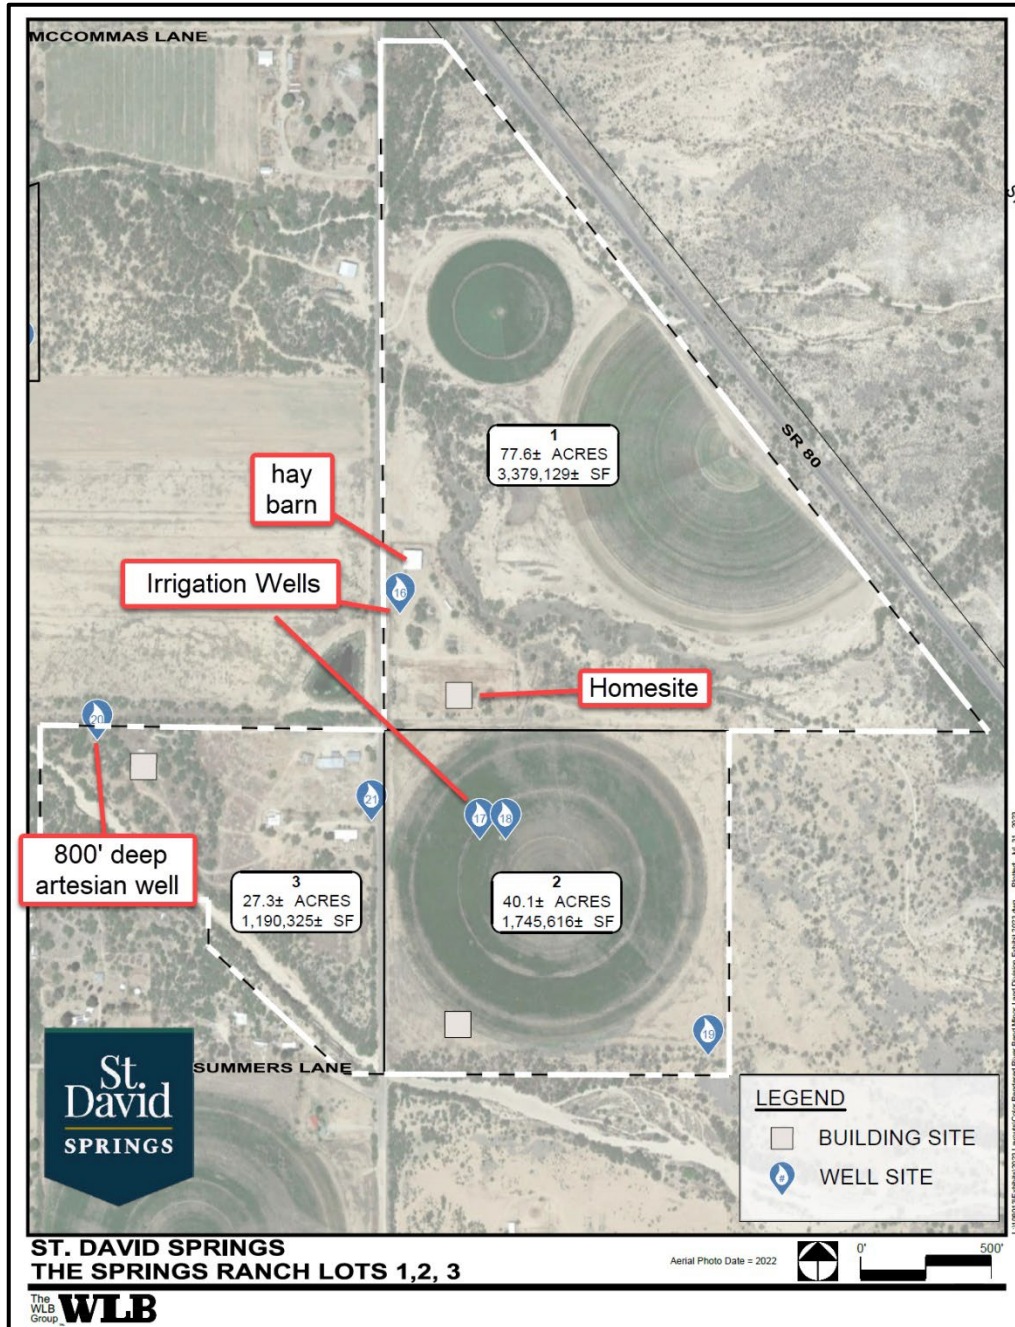 MCCOMMAS LANE
SR 80
1
77.6± ACRES
3,379,129± SF
hay
barn
Irrigation Wells
16
Homesite
20
21
17
18
800' deep
artesian well
3
27.3± ACRES
1,190,325± SF
2
40.1± ACRES
1,745,616± SF
19
St.
David
SPRINGS
SUMMERS LANE
LEGEND
BUILDING SITE
#
WELL SITE
ST. DAVID SPRINGS
THE SPRINGS RANCH LOTS 1,2, 3
Aerial Photo Date = 2022
0'
500'
The
WLB
Group
WLB